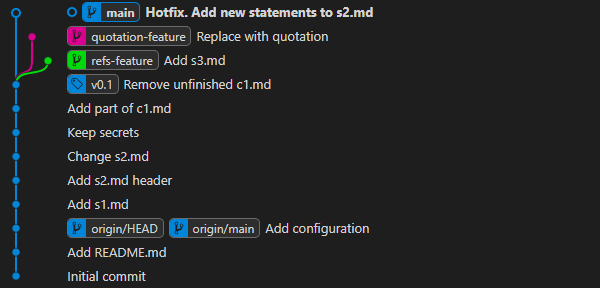 main Hotfix. Add new statements to s2.md
quotation-feature Replace with quotation
refs-feature Add s3.md
v0.1 Remove unfinished c1.md
Add part of c1.md
Keep secrets
Change s2.md
Add s2.md header
Add s1.md
origin/HEAD origin/main Add configuration
Add README.md
Initial commit